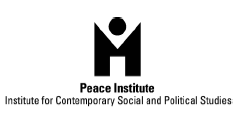 Peace Institute
Institute for Contemporary Social and Political Studies